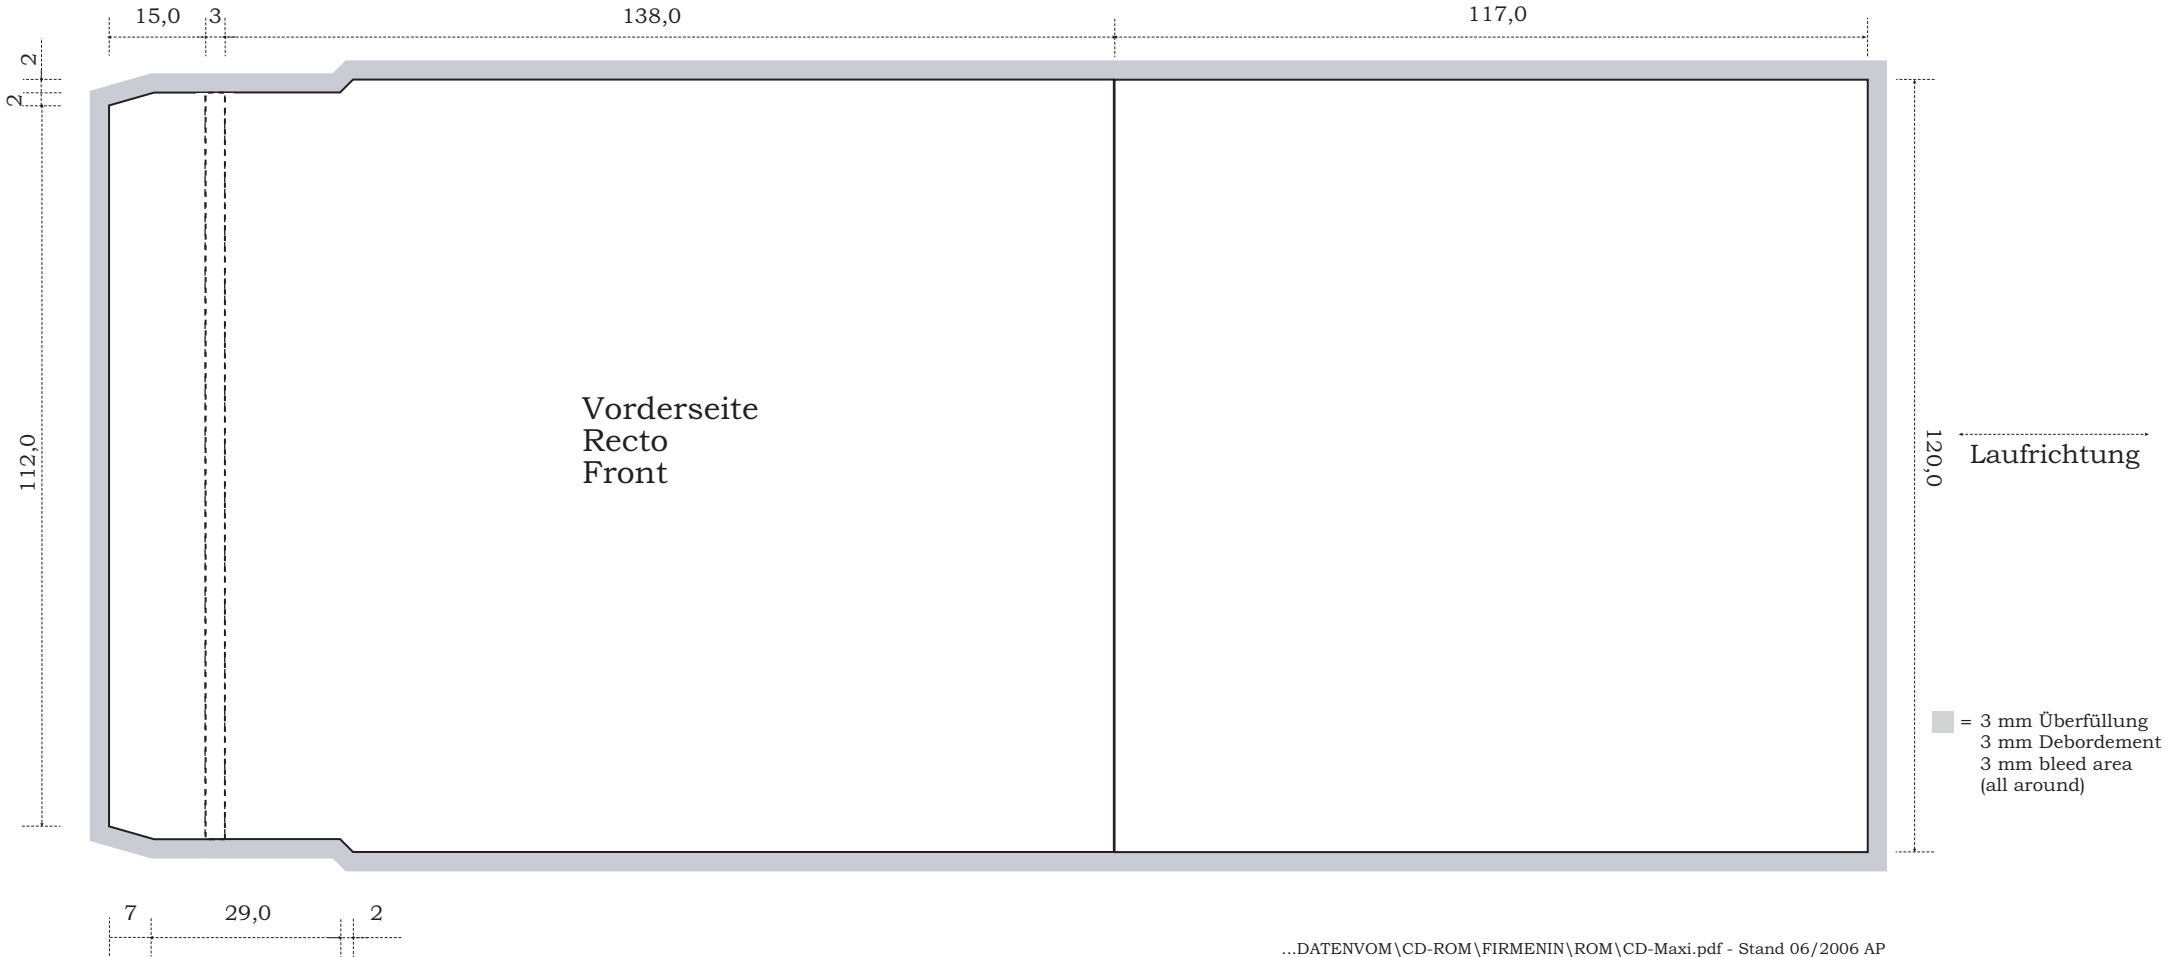 15,0 3 138,0 117,0
2
2
112,0
Vorderseite
Recto
Front
120,0
Laufrichtung
= 3 mm Überfüllung
3 mm Debordement
3 mm bleed area
(all around)
7 29,0 2
...DATENVOM\CD-ROM\FIRMENIN\ROM\CD-Maxi.pdf - Stand 06/2006 AP